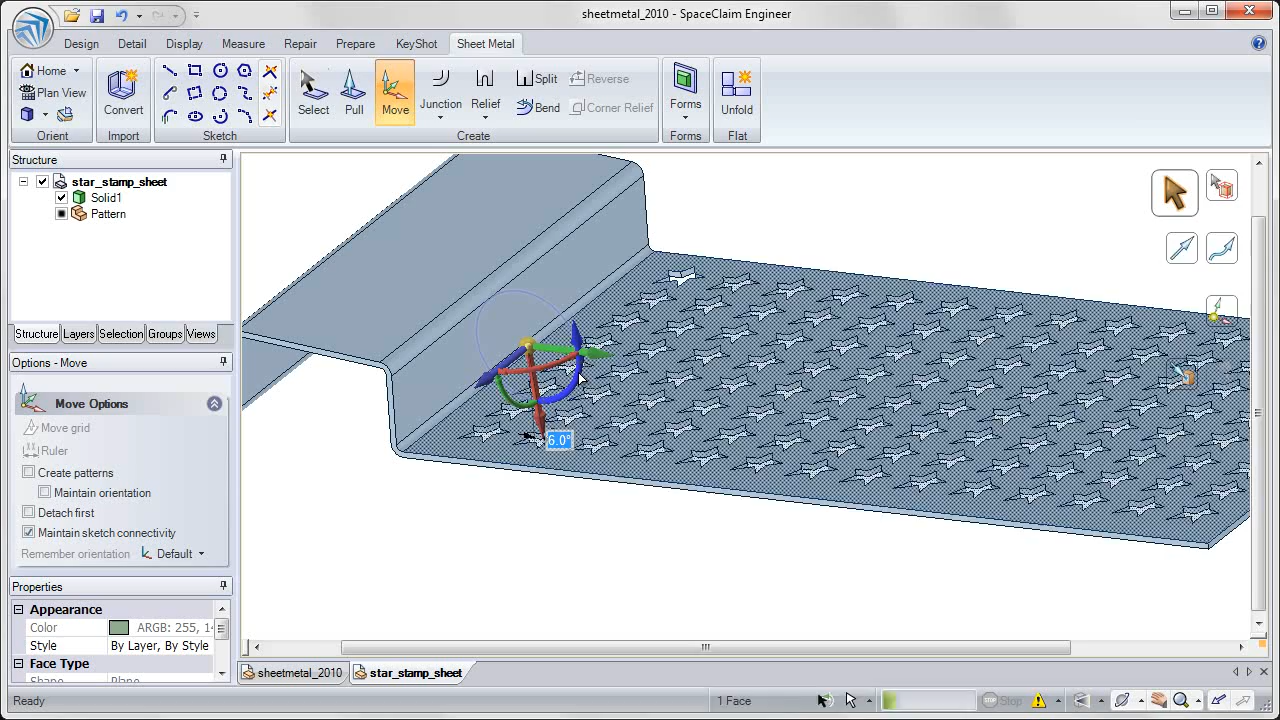 sheetmetal_2010 - SpaceClaim Engineer
Design Detail Display Measure Repair Prepare KeyShot Sheet Metal
Home
Plan View
Orient
Convert
Import
Sketch
Select
Pull
Move
Junction
Relief
Split
Bend
Reverse
Corner Relief
Create
Forms
Forms
Unfold
Flat
Structure
star_stamp_sheet
Solid1
Pattern
Structure Layers Selection Groups Views
Options - Move
Move Options
Move grid
Ruler
Create patterns
Maintain orientation
Detach first
Maintain sketch connectivity
Remember orientation Default
Properties
Appearance
Color ARGB: 255, 14
Style By Layer, By Style
Face Type
Shape Plane
6.0°
sheetmetal_2010 star_stamp_sheet
Ready
1 Face
Stop